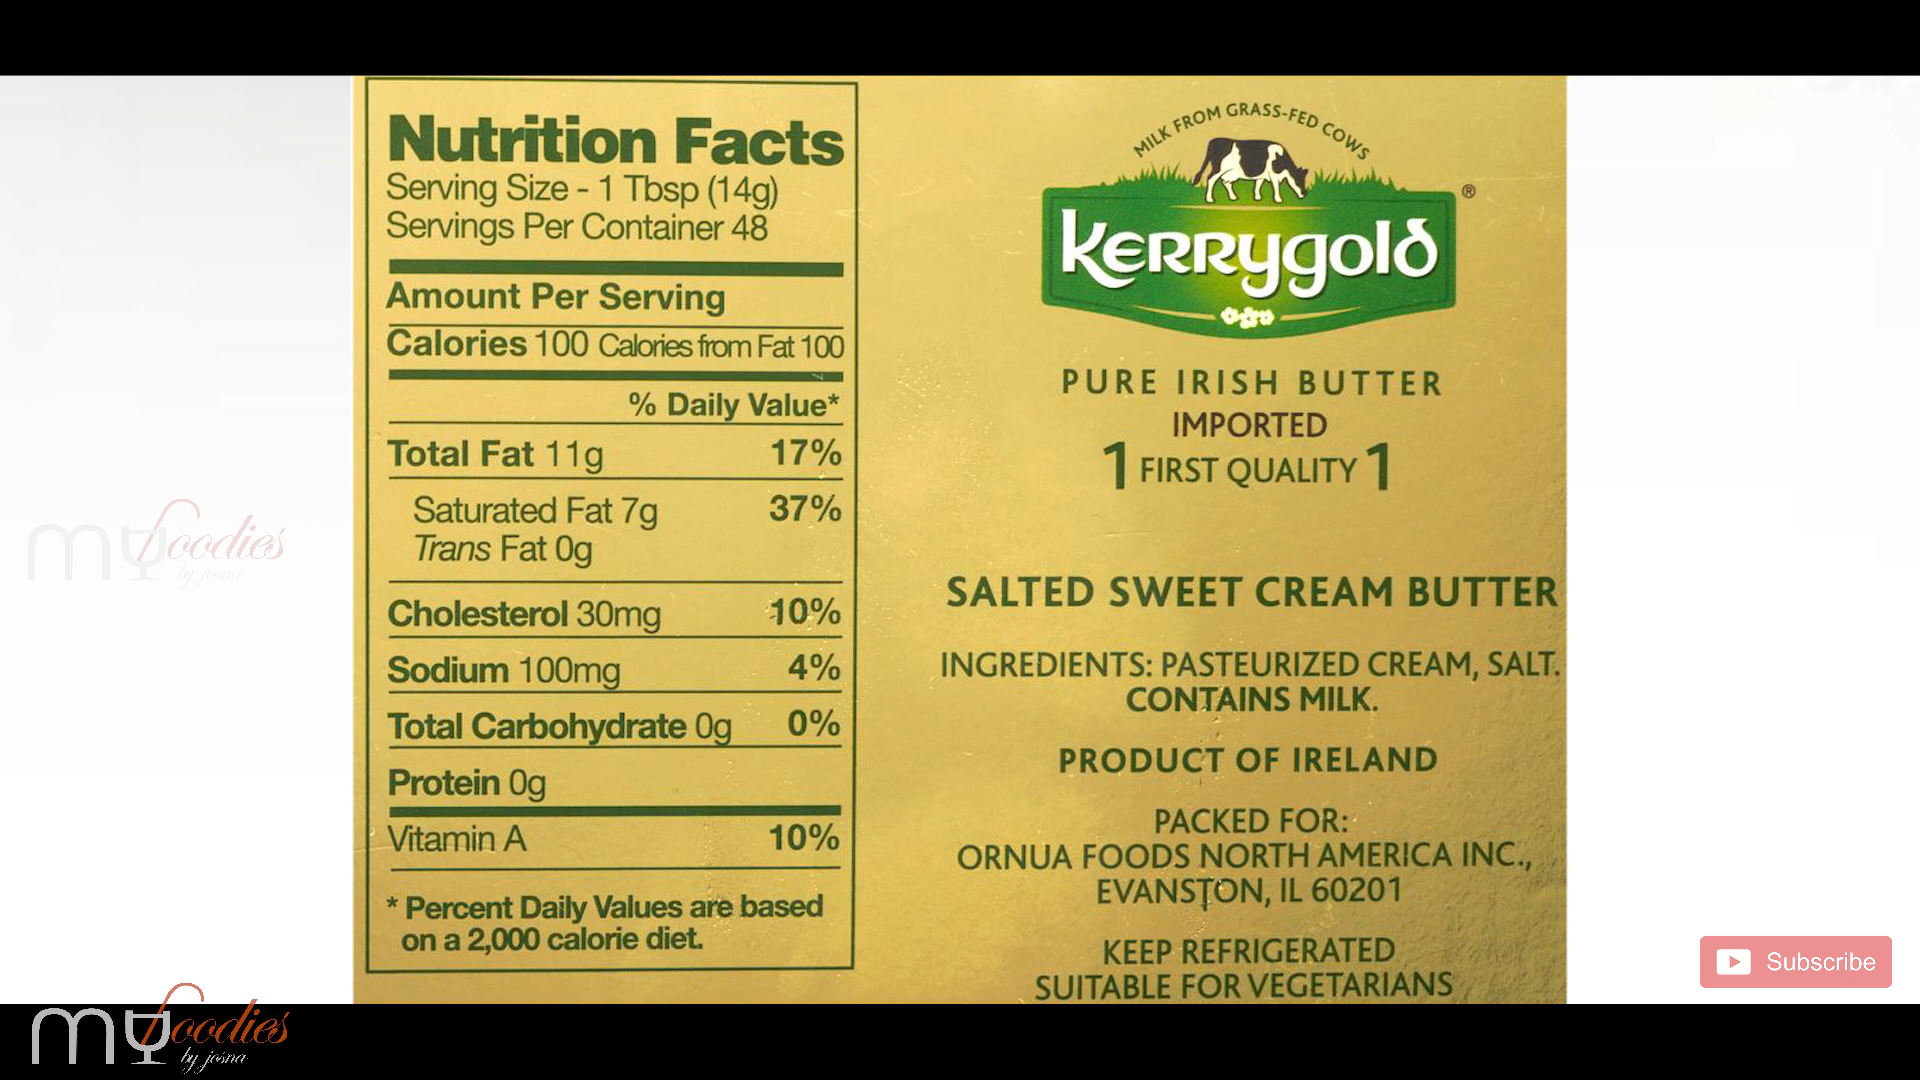 Nutrition Facts
Serving Size - 1 Tbsp (14g)
Servings Per Container 48
Amount Per Serving
Calories 100 Calories from Fat 100
% Daily Value*
Total Fat 11g 17%
Saturated Fat 7g 37%
Trans Fat 0g
Cholesterol 30mg 10%
Sodium 100mg 4%
Total Carbohydrate 0g 0%
Protein 0g
Vitamin A 10%
* Percent Daily Values are based
on a 2,000 calorie diet.
MILK FROM GRASS-FED COWS
Kerrygold ®
PURE IRISH BUTTER
IMPORTED
1 FIRST QUALITY 1
SALTED SWEET CREAM BUTTER
INGREDIENTS: PASTEURIZED CREAM, SALT.
CONTAINS MILK.
PRODUCT OF IRELAND
PACKED FOR:
ORNUA FOODS NORTH AMERICA INC.,
EVANSTON, IL 60201
KEEP REFRIGERATED
SUITABLE FOR VEGETARIANS
my foodies
by josna
Subscribe
my foodies
by josna